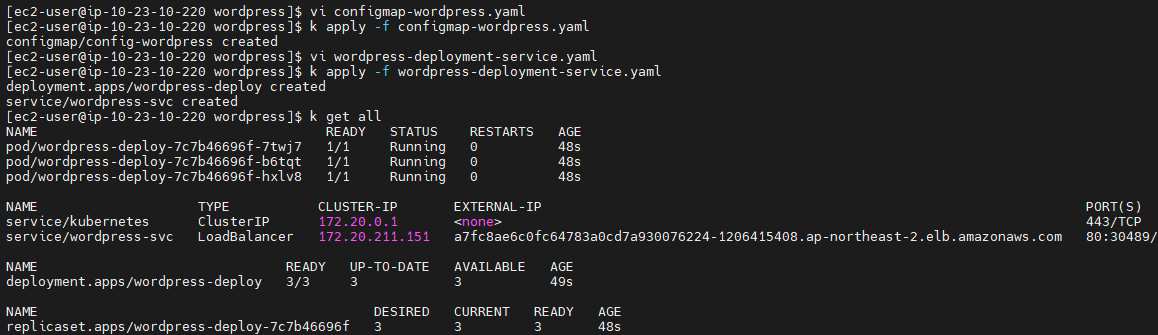 [ec2-user@ip-10-23-10-220 wordpress]$ vi configmap-wordpress.yaml
[ec2-user@ip-10-23-10-220 wordpress]$ k apply -f configmap-wordpress.yaml
configmap/config-wordpress created
[ec2-user@ip-10-23-10-220 wordpress]$ vi wordpress-deployment-service.yaml
[ec2-user@ip-10-23-10-220 wordpress]$ k apply -f wordpress-deployment-service.yaml
deployment.apps/wordpress-deploy created
service/wordpress-svc created
[ec2-user@ip-10-23-10-220 wordpress]$ k get all
NAME READY STATUS RESTARTS AGE
pod/wordpress-deploy-7c7b46696f-7twj7 1/1 Running 0 48s
pod/wordpress-deploy-7c7b46696f-b6tqt 1/1 Running 0 48s
pod/wordpress-deploy-7c7b46696f-hxlv8 1/1 Running 0 48s
NAME TYPE CLUSTER-IP EXTERNAL-IP PORT(S)
service/kubernetes ClusterIP 172.20.0.1 <none> 443/TCP
service/wordpress-svc LoadBalancer 172.20.211.151 a7fc8ae6c0fc64783a0cd7a930076224-1206415408.ap-northeast-2.elb.amazonaws.com 80:30489/
NAME READY UP-TO-DATE AVAILABLE AGE
deployment.apps/wordpress-deploy 3/3 3 3 49s
NAME DESIRED CURRENT READY AGE
replicaset.apps/wordpress-deploy-7c7b46696f 3 3 3 48s